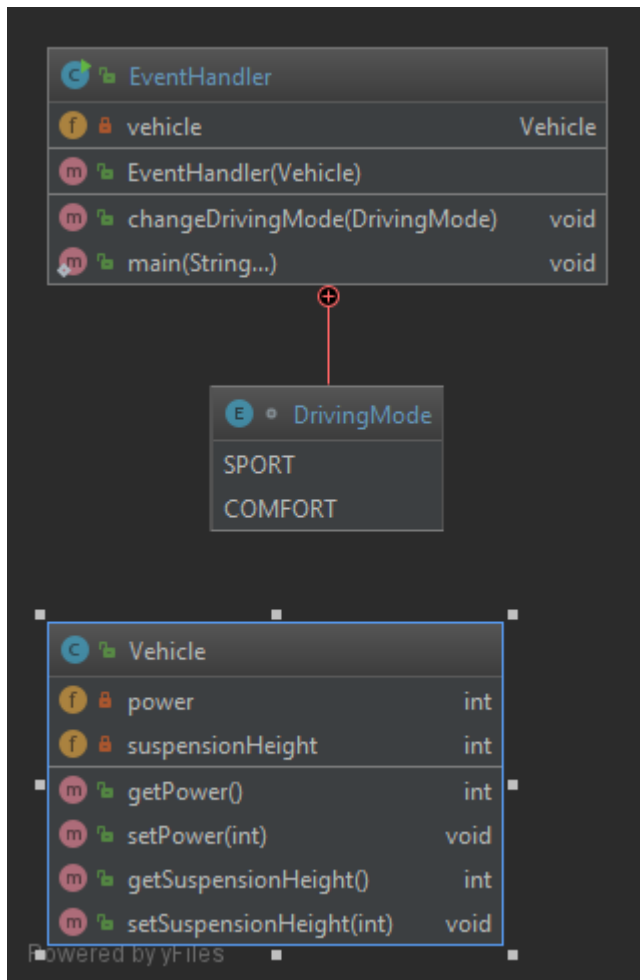 EventHandler
vehicle Vehicle
EventHandler(Vehicle)
changeDrivingMode(DrivingMode) void
main(String...) void
DrivingMode
SPORT
COMFORT
Vehicle
power int
suspensionHeight int
getPower() int
setPower(int) void
getSuspensionHeight() int
setSuspensionHeight(int) void
Powered by yFiles